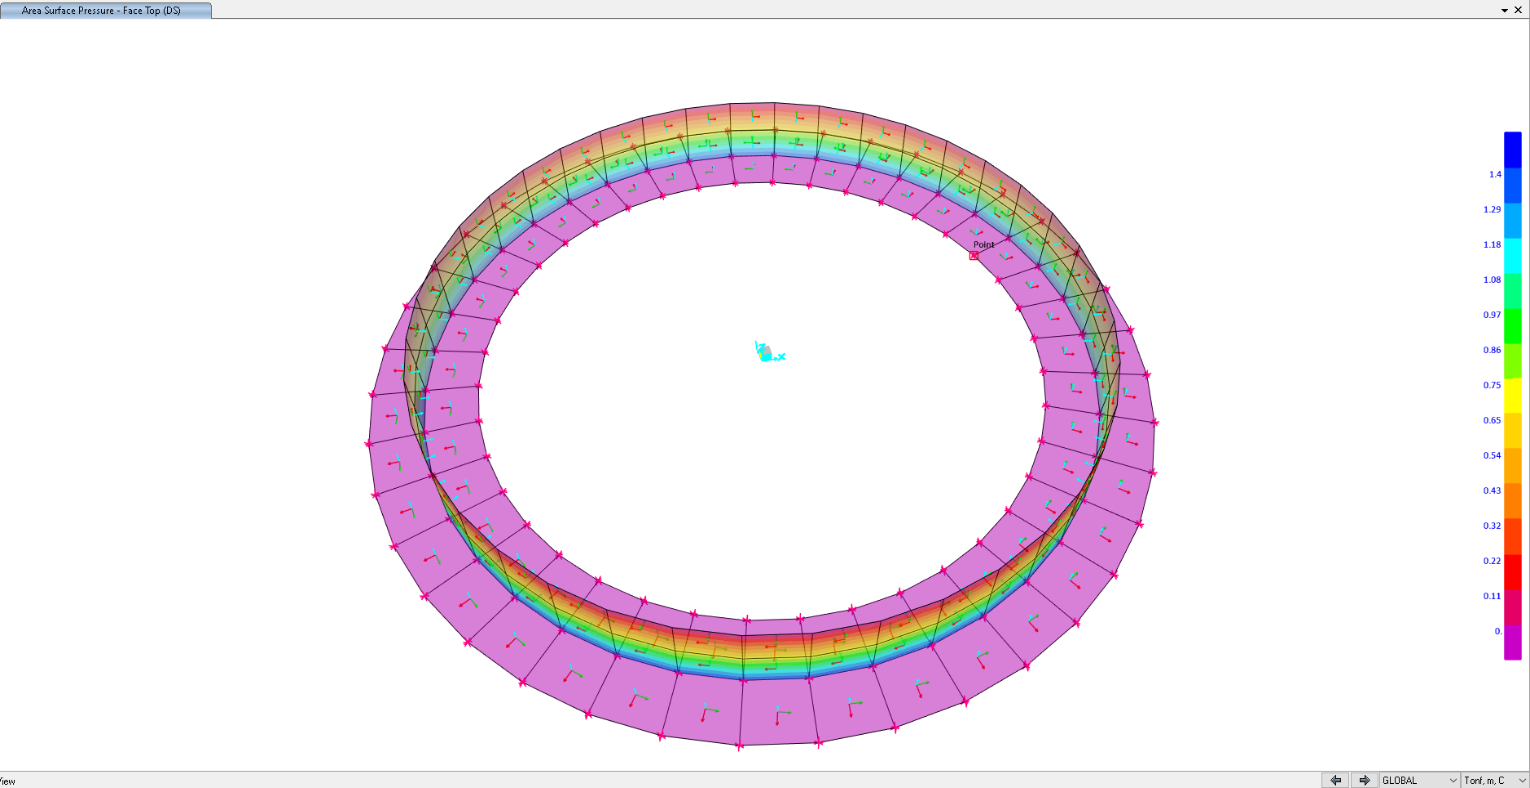 Area Surface Pressure - Face Top (DS)
Point
1.4
1.29
1.18
1.08
0.97
0.86
0.75
0.65
0.54
0.43
0.32
0.22
0.11
0.
iew
GLOBAL
Tonf, m, C